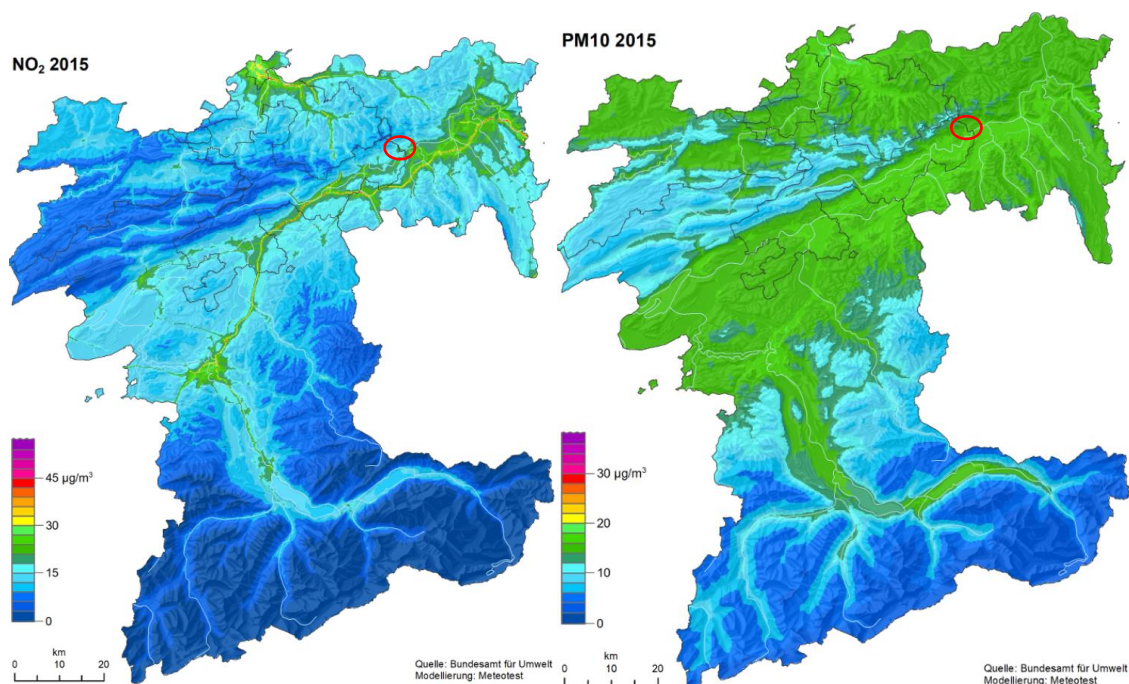 NO₂ 2015
45 µg/m³
30
15
0
km
0 10 20
Quelle: Bundesamt für Umwelt
Modellierung: Meteotest
PM10 2015
30 µg/m³
20
10
0
km
0 10 20
Quelle: Bundesamt für Umwelt
Modellierung: Meteotest